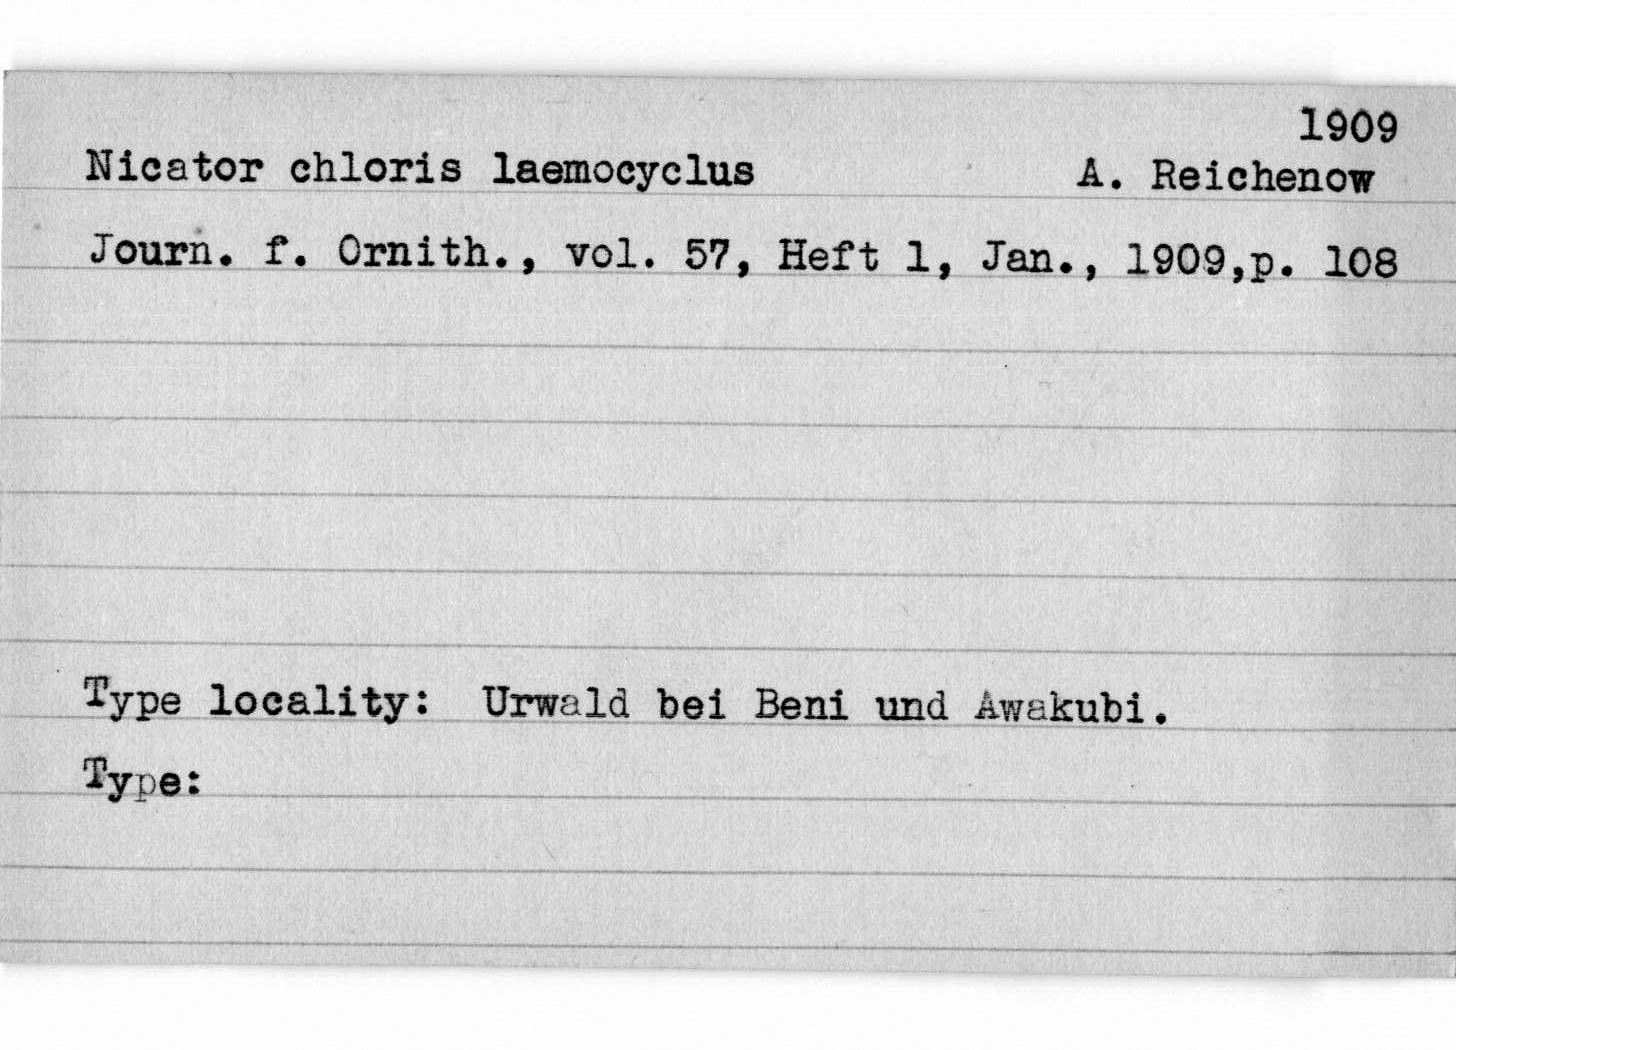 1909
Nicator chloris laemocyclus A. Reichenow
Journ. f. Ornith., vol. 57, Heft 1, Jan., 1909,p. 108
Type locality: Urwald bei Beni und Awakubi.
Type: